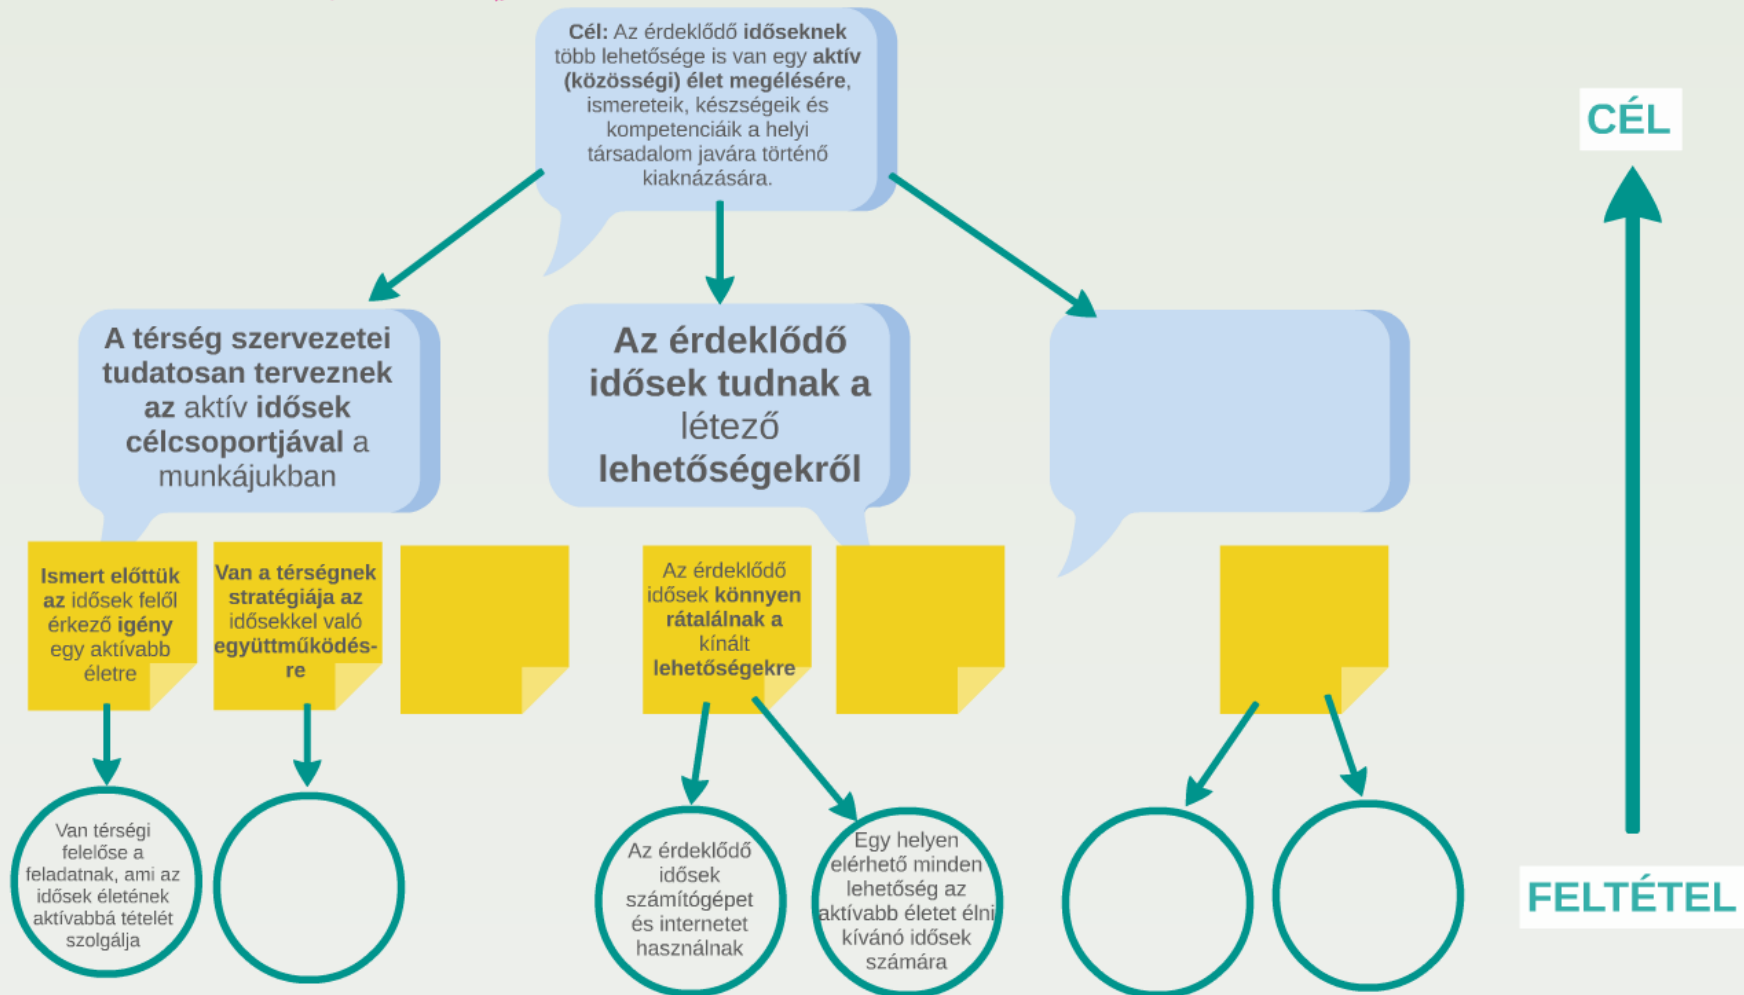 Cél: Az érdeklődő időseknek
több lehetősége is van egy aktív
(közösségi) élet megélésére,
ismereteik, készségeik és
kompetenciáik a helyi
társadalom javára történő
kiaknázására.
CÉL
A térség szervezetei
tudatosan terveznek
az aktív idősek
célcsoportjával a
munkájukban
Az érdeklődő
idősek tudnak a
létező
lehetőségekről
Ismert előttük
az idősek felől
érkező igény
egy aktívabb
életre
Van a térségnek
stratégiája az
idősekkel való
együttműködés-
re
Az érdeklődő
idősek könnyen
rátalálnak a
kínált
lehetőségekre
Van térségi
felelőse a
feladatnak, ami az
idősek életének
aktívabbá tételét
szolgálja
Az érdeklődő
idősek
számítógépet
és internetet
használnak
Egy helyen
elérhető minden
lehetőség az
aktívabb életet élni
kívánó idősek
számára
FELTÉTEL